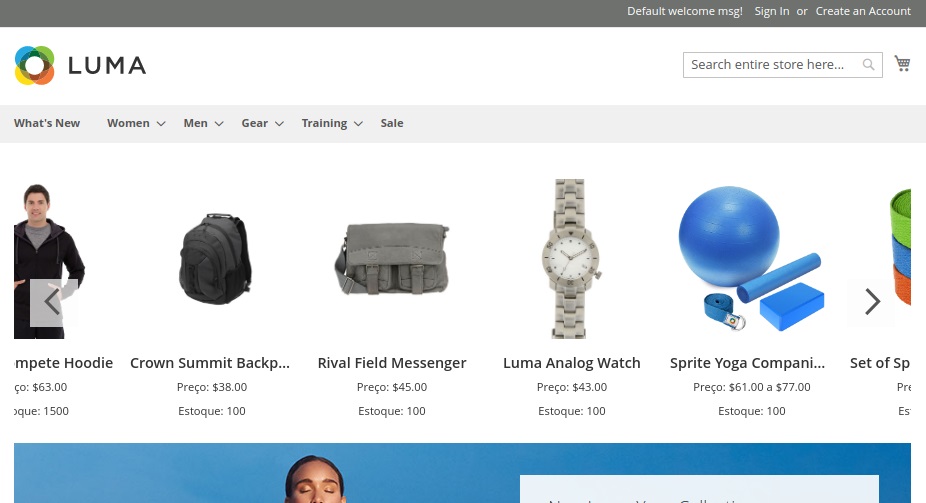 Default welcome msg! Sign In or Create an Account
LUMA
Search entire store here...
What's New Women Men Gear Training Sale
mpete Hoodie Crown Summit Backp... Rival Field Messenger Luma Analog Watch Sprite Yoga Compani... Set of Sp
ço: $63.00 Preço: $38.00 Preço: $45.00 Preço: $43.00 Preço: $61.00 a $77.00 Pre
oque: 1500 Estoque: 100 Estoque: 100 Estoque: 100 Estoque: 100 Es